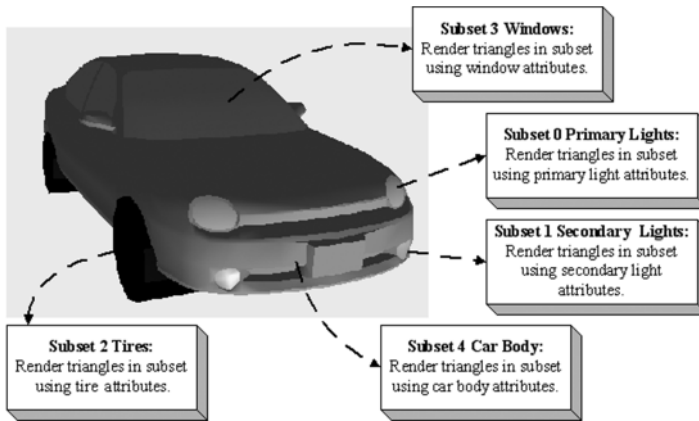 Subset 3 Windows:
Render triangles in subset
using window attributes.
Subset 0 Primary Lights:
Render triangles in subset
using primary light attributes.
Subset 1 Secondary Lights:
Render triangles in subset
using secondary light
attributes.
Subset 2 Tires:
Render triangles in subset
using tire attributes.
Subset 4 Car Body:
Render triangles in subset
using car body attributes.